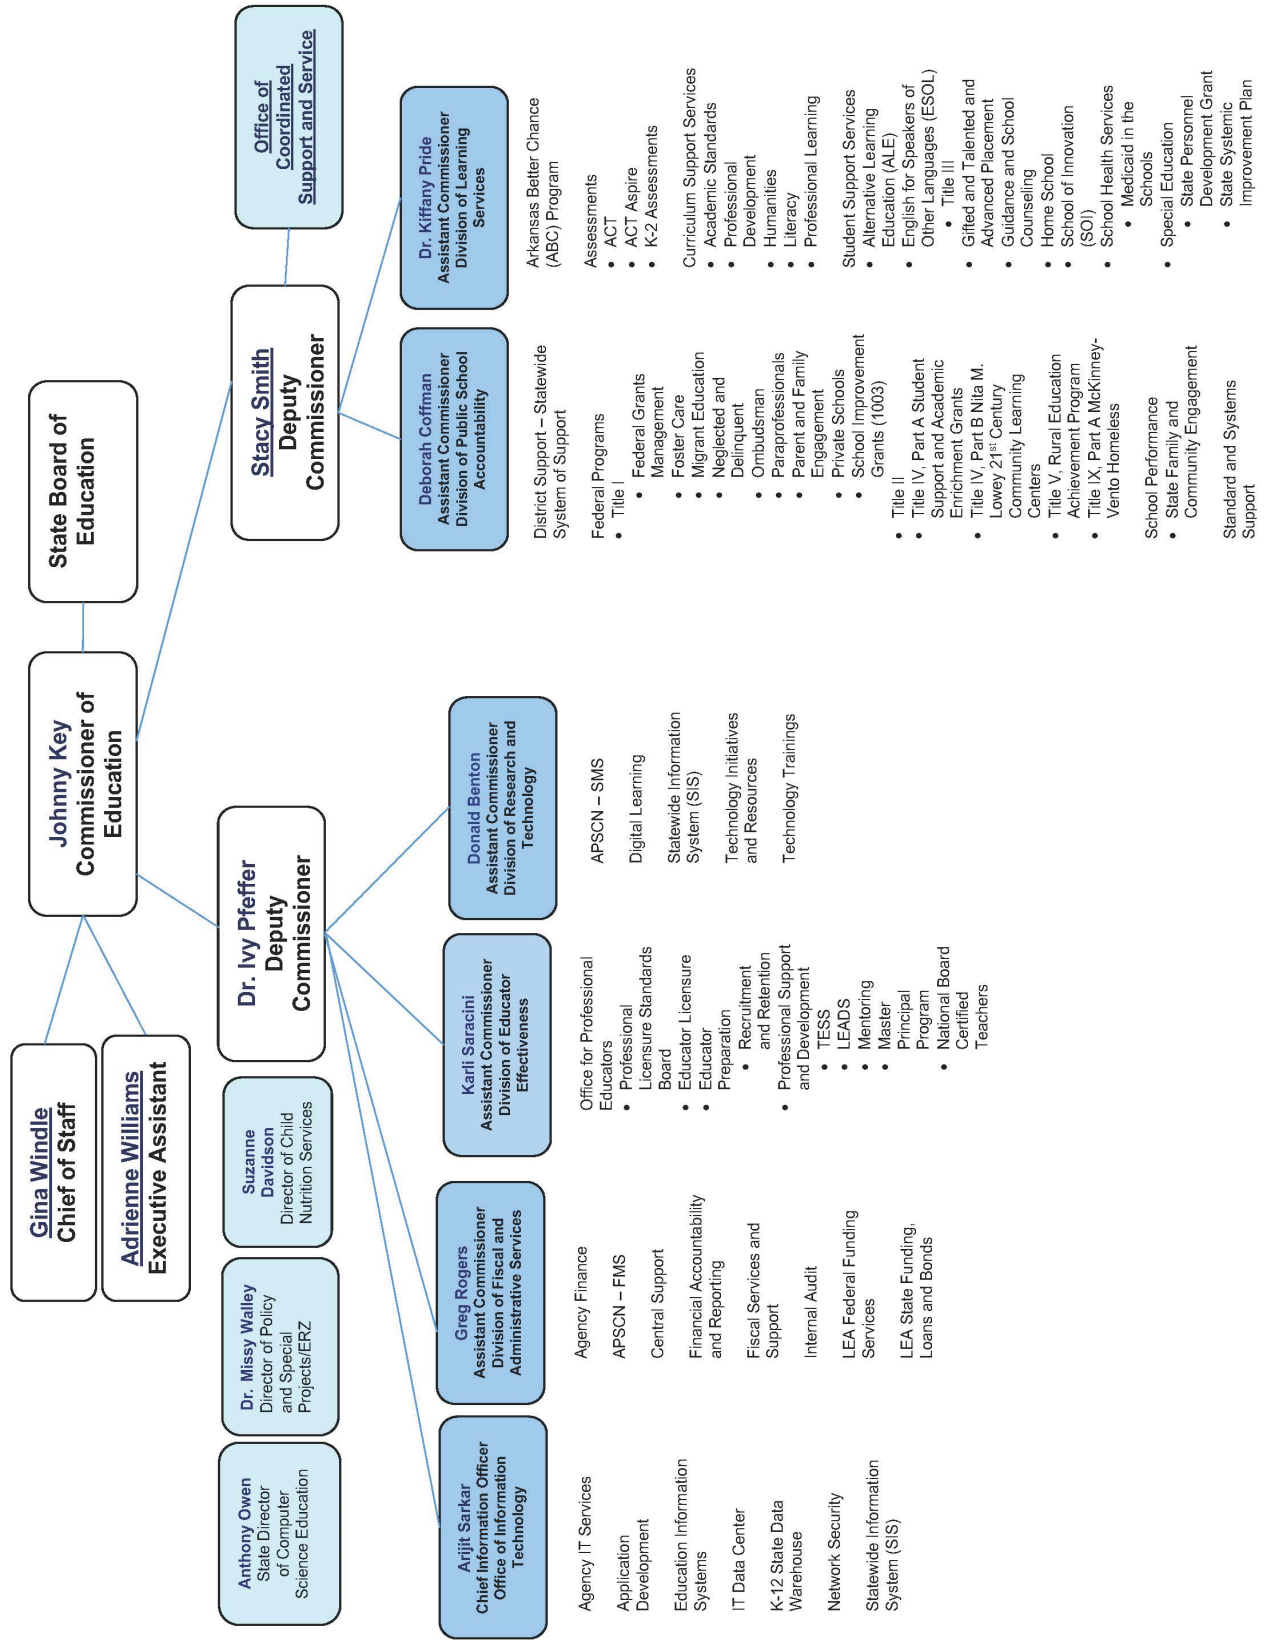 State Board of
Education
Johnny Key
Commissioner of
Education
Gina Windle
Chief of Staff
Adrienne Williams
Executive Assistant
Office of
Coordinated
Support and Service
Stacy Smith
Deputy
Commissioner
Dr. Ivy Pfeffer
Deputy
Commissioner
Suzanne
Davidson
Director of Child
Nutrition Services
Dr. Missy Walley
Director of Policy
and Special
Projects/ERZ
Anthony Owen
State Director
of Computer
Science Education
Arijit Sarkar
Chief Information Officer
Office of Information
Technology
Agency IT Services
Application
Development
Education Information
Systems
IT Data Center
K-12 State Data
Warehouse
Network Security
Statewide Information
System (SIS)
Greg Rogers
Assistant Commissioner
Division of Fiscal and
Administrative Services
Agency Finance
APSCN – FMS
Central Support
Financial Accountability
and Reporting
Fiscal Services and
Support
Internal Audit
LEA Federal Funding
Services
LEA State Funding,
Loans and Bonds
Karli Saracini
Assistant Commissioner
Division of Educator
Effectiveness
Office for Professional
Educators
• Professional
Licensure Standards
Board
• Educator Licensure
• Educator
Preparation
• Recruitment
and Retention
• Professional Support
and Development
• TESS
• LEADS
• Mentoring
• Master
Principal
Program
• National Board
Certified
Teachers
Donald Benton
Assistant Commissioner
Division of Research and
Technology
APSCN – SMS
Digital Learning
Statewide Information
System (SIS)
Technology Initiatives
and Resources
Technology Trainings
Deborah Coffman
Assistant Commissioner
Division of Public School
Accountability
District Support – Statewide
System of Support
Federal Programs
• Title I
• Federal Grants
Management
• Foster Care
• Migrant Education
• Neglected and
Delinquent
• Ombudsman
• Paraprofessionals
• Parent and Family
Engagement
• Private Schools
• School Improvement
Grants (1003)
• Title II
• Title IV, Part A Student
Support and Academic
Enrichment Grants
• Title IV, Part B Nita M.
Lowey 21st Century
Community Learning
Centers
• Title V, Rural Education
Achievement Program
• Title IX, Part A McKinney-
Vento Homeless
School Performance
• State Family and
Community Engagement
Standard and Systems
Support
Dr. Kiffany Pride
Assistant Commissioner
Division of Learning
Services
Arkansas Better Chance
(ABC) Program
Assessments
• ACT
• ACT Aspire
• K-2 Assessments
Curriculum Support Services
• Academic Standards
• Professional
Development
• Humanities
• Literacy
• Professional Learning
Student Support Services
• Alternative Learning
Education (ALE)
• English for Speakers of
Other Languages (ESOL)
• Title III
• Gifted and Talented and
Advanced Placement
• Guidance and School
Counseling
• Home School
• School of Innovation
(SOI)
• School Health Services
• Medicaid in the
Schools
• Special Education
• State Personnel
Development Grant
• State Systemic
Improvement Plan